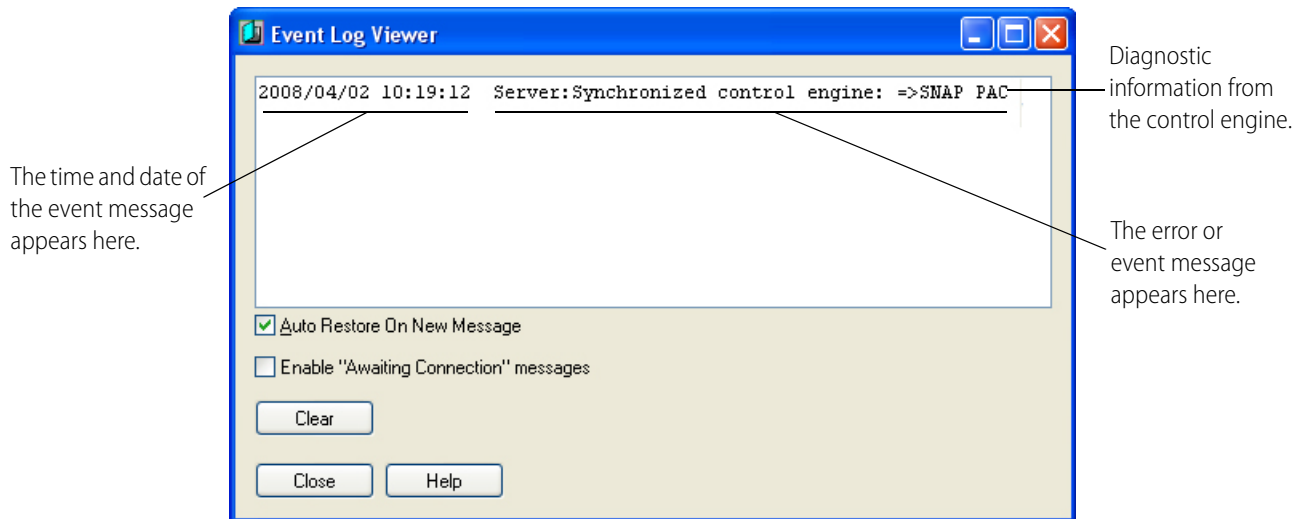 Event Log Viewer
Diagnostic
information from
the control engine.
2008/04/02 10:19:12 Server:Synchronized control engine: =>SNAP PAC
The time and date of
the event message
appears here.
The error or
event message
appears here.
Auto Restore On New Message
Enable "Awaiting Connection" messages
Clear
Close
Help